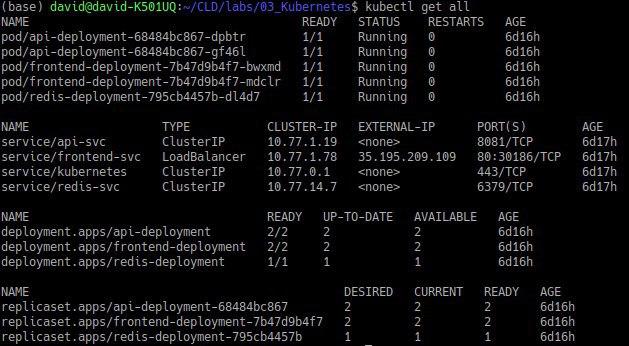 (base) david@david-K501UQ:~/CLD/labs/03_Kubernetes$ kubectl get all
NAME READY STATUS RESTARTS AGE
pod/api-deployment-68484bc867-dpbtr 1/1 Running 0 6d16h
pod/api-deployment-68484bc867-gf46l 1/1 Running 0 6d16h
pod/frontend-deployment-7b47d9b4f7-bwxmd 1/1 Running 0 6d16h
pod/frontend-deployment-7b47d9b4f7-mdclr 1/1 Running 0 6d16h
pod/redis-deployment-795cb4457b-dl4d7 1/1 Running 0 6d16h
NAME TYPE CLUSTER-IP EXTERNAL-IP PORT(S) AGE
service/api-svc ClusterIP 10.77.1.19 <none> 8081/TCP 6d17h
service/frontend-svc LoadBalancer 10.77.1.78 35.195.209.109 80:30186/TCP 6d17h
service/kubernetes ClusterIP 10.77.0.1 <none> 443/TCP 6d17h
service/redis-svc ClusterIP 10.77.14.7 <none> 6379/TCP 6d17h
NAME READY UP-TO-DATE AVAILABLE AGE
deployment.apps/api-deployment 2/2 2 2 6d16h
deployment.apps/frontend-deployment 2/2 2 2 6d16h
deployment.apps/redis-deployment 1/1 1 1 6d16h
NAME DESIRED CURRENT READY AGE
replicaset.apps/api-deployment-68484bc867 2 2 2 6d16h
replicaset.apps/frontend-deployment-7b47d9b4f7 2 2 2 6d16h
replicaset.apps/redis-deployment-795cb4457b 1 1 1 6d16h